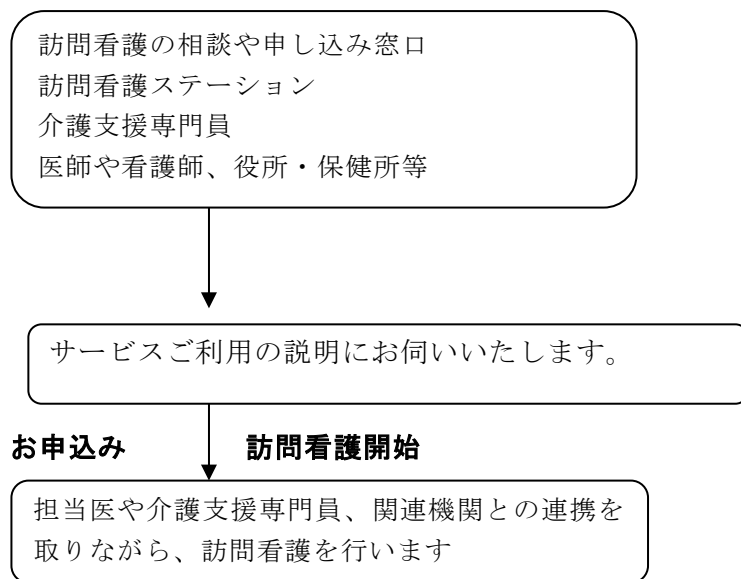 訪問看護の相談や申し込み窓口
訪問看護ステーション
介護支援専門員
医師や看護師、役所・保健所等
サービスご利用の説明にお伺いいたします。
お申込み 訪問看護開始
担当医や介護支援専門員、関連機関との連携を
取りながら、訪問看護を行います